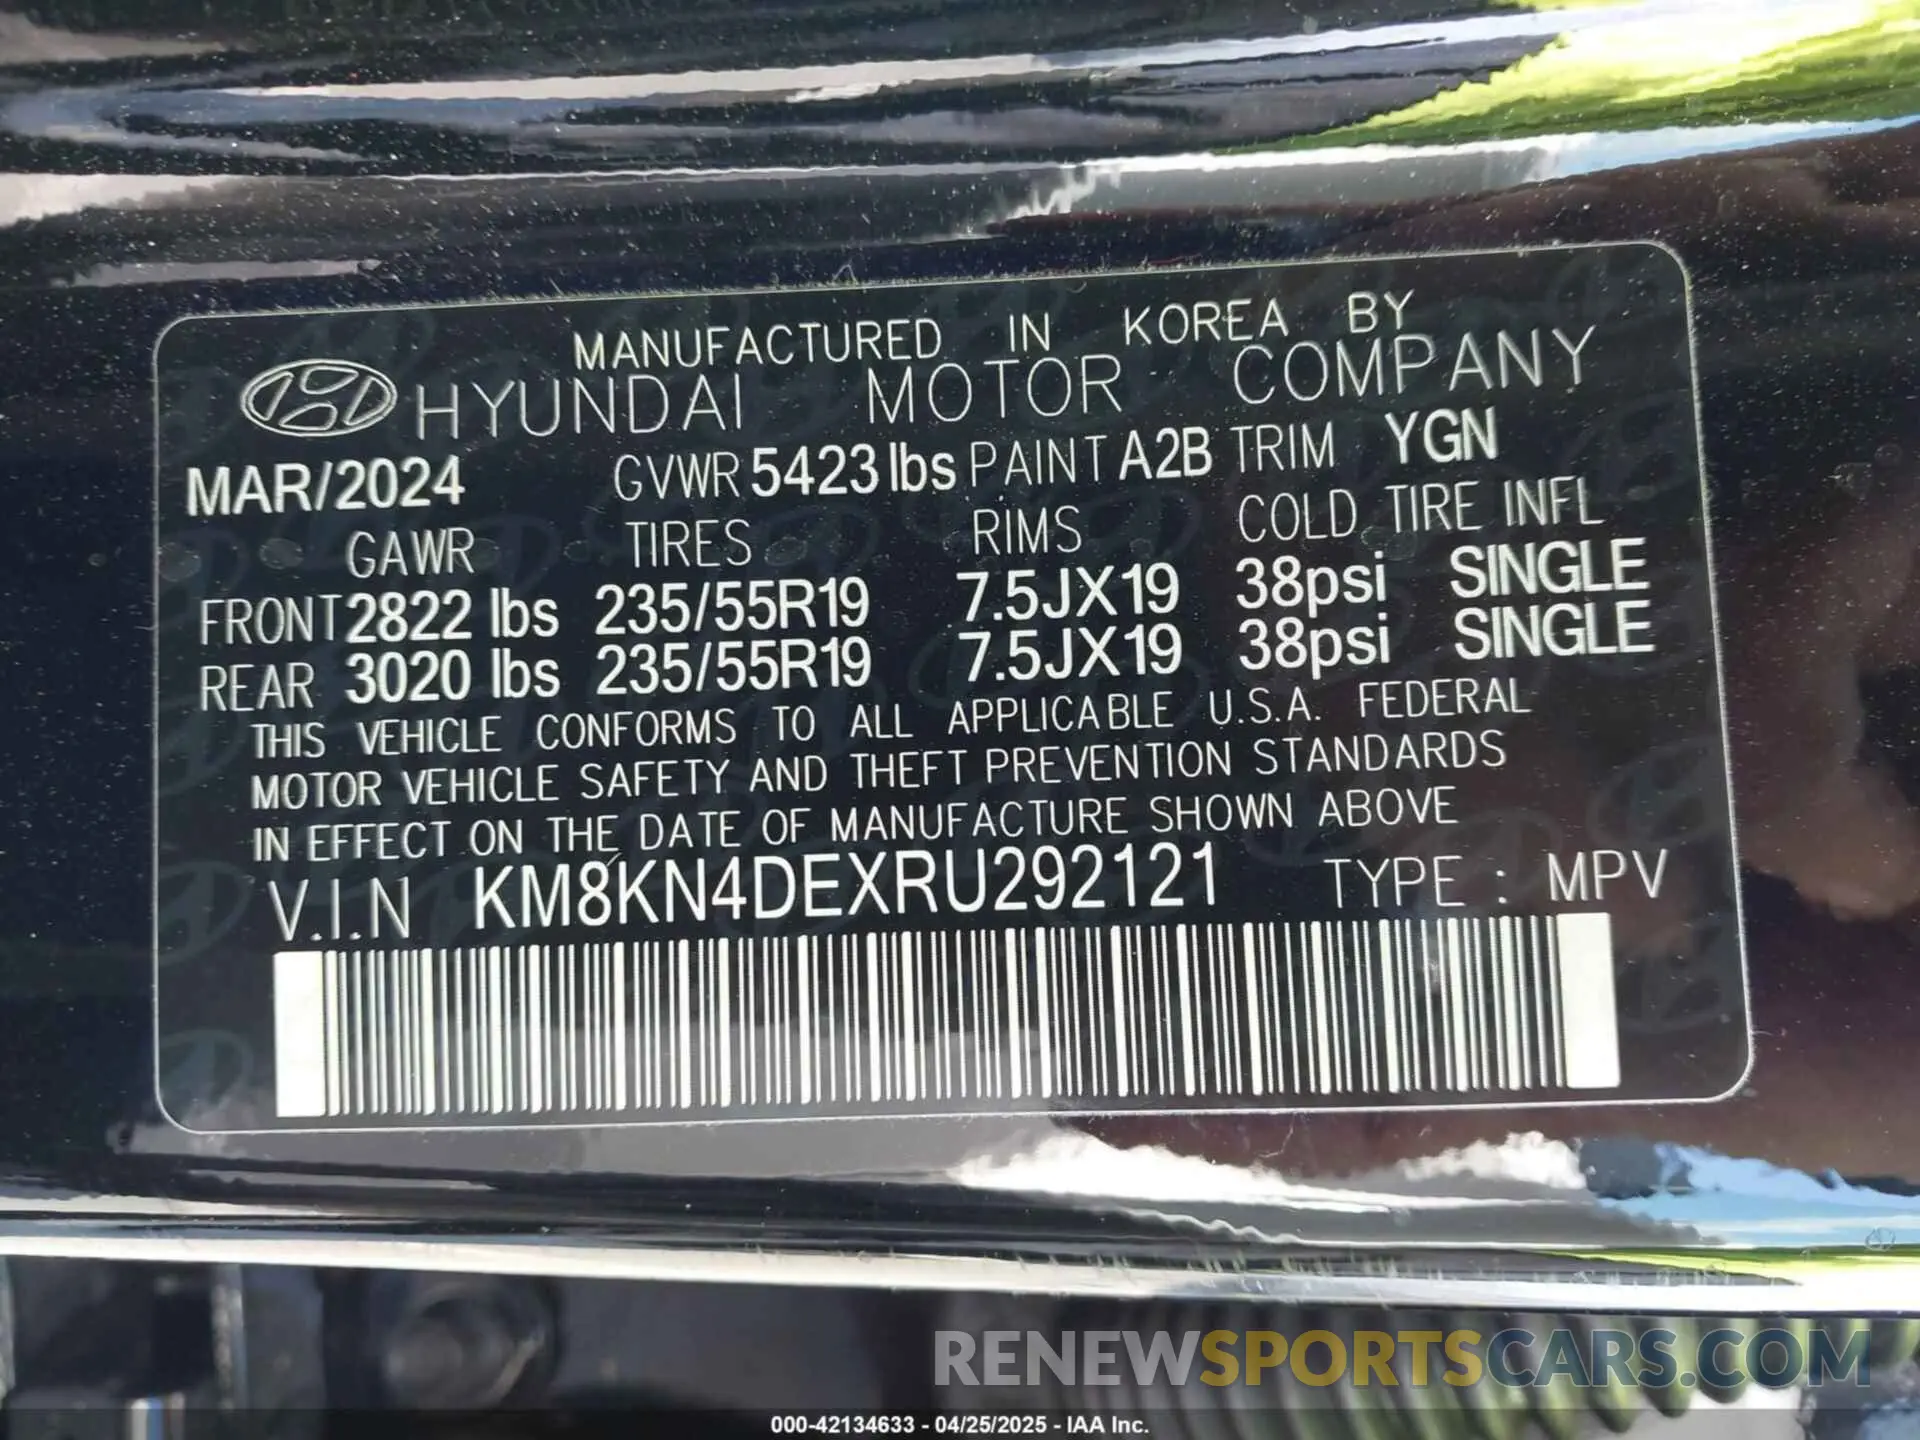 MANUFACTURED IN KOREA BY
HYUNDAI MOTOR COMPANY
MAR/2024 GVWR 5423 lbs PAINT A2B TRIM YGN
GAWR TIRES RIMS COLD TIRE INFL
FRONT 2822 lbs 235/55R19 7.5JX19 38psi SINGLE
REAR 3020 lbs 235/55R19 7.5JX19 38psi SINGLE
THIS VEHICLE CONFORMS TO ALL APPLICABLE U.S.A. FEDERAL
MOTOR VEHICLE SAFETY AND THEFT PREVENTION STANDARDS
IN EFFECT ON THE DATE OF MANUFACTURE SHOWN ABOVE
V.I.N KM8KN4DEXRU292121 TYPE : MPV
RENEWSPORTSCARS.COM
000-42134633 - 04/25/2025 - IAA Inc.